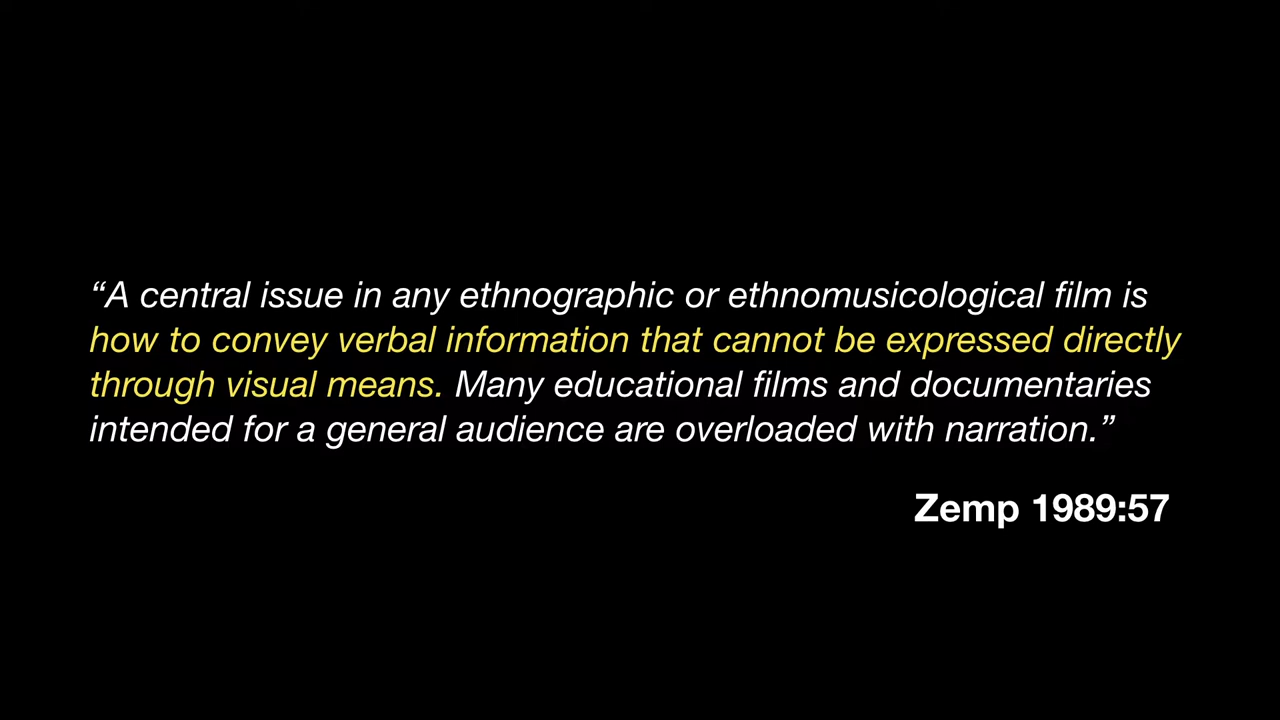 “A central issue in any ethnographic or ethnomusicological film is
how to convey verbal information that cannot be expressed directly
through visual means. Many educational films and documentaries
intended for a general audience are overloaded with narration.”
Zemp 1989:57